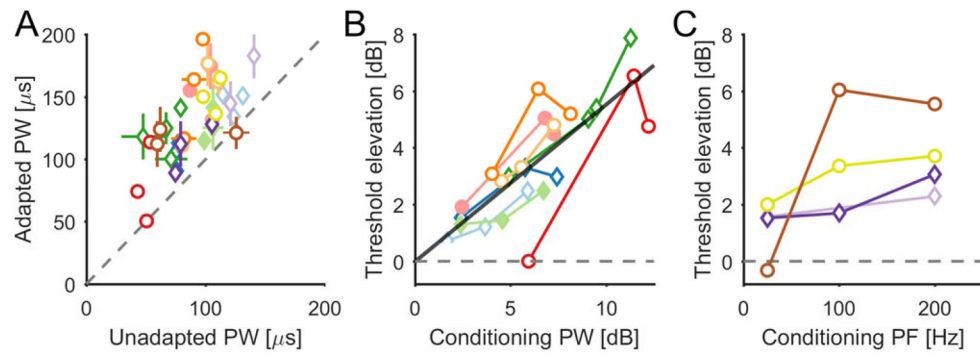 A
Adapted PW [μs]
200
150
100
50
0
0 100 200
Unadapted PW [μs]
B
Threshold elevation [dB]
8
6
4
2
0
0 5 10
Conditioning PW [dB]
C
Threshold elevation [dB]
8
6
4
2
0
0 100 200
Conditioning PF [Hz]